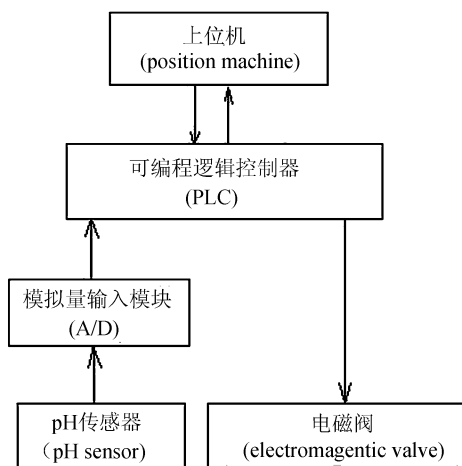 上位机
(position machine)
可编程逻辑控制器
(PLC)
模拟量输入模块
(A/D)
pH传感器
（pH sensor)
电磁阀
(electromagentic valve)